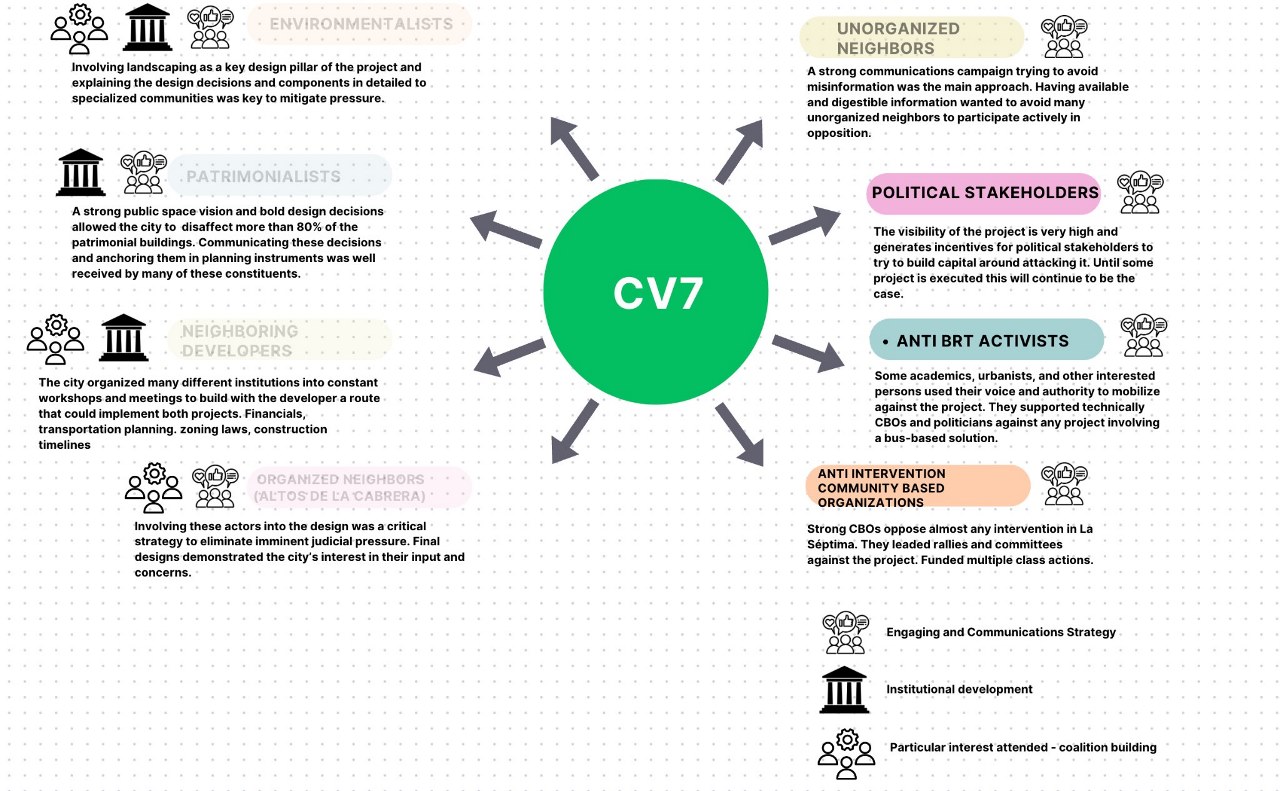 ENVIRONMENTALISTS
Involving landscaping as a key design pillar of the project and
explaining the design decisions and components in detailed to
specialized communities was key to mitigate pressure.
PATRIMONIALISTS
A strong public space vision and bold design decisions
allowed the city to disaffect more than 80% of the
patrimonial buildings. Communicating these decisions
and anchoring them in planning instruments was well
received by many of these constituents.
NEIGHBORING
DEVELOPERS
The city organized many different institutions into constant
workshops and meetings to build with the developer a route
that could implement both projects. Financials,
transportation planning. zoning laws, construction
timelines
ORGANIZED NEIGHBORS
(ALTOS DE LA CABRERA)
Involving these actors into the design was a critical
strategy to eliminate imminent judicial pressure. Final
designs demonstrated the city's interest in their input and
concerns.
CV7
UNORGANIZED
NEIGHBORS
A strong communications campaign trying to avoid
misinformation was the main approach. Having available
and digestible information wanted to avoid many
unorganized neighbors to participate actively in
opposition.
POLITICAL STAKEHOLDERS
The visibility of the project is very high and
generates incentives for political stakeholders to
try to build capital around attacking it. Until some
project is executed this will continue to be the
case.
• ANTI BRT ACTIVISTS
Some academics, urbanists, and other interested
persons used their voice and authority to mobilize
against the project. They supported technically
CBOs and politicians against any project involving
a bus-based solution.
ANTI INTERVENTION
COMMUNITY BASED
ORGANIZATIONS
Strong CBOs oppose almost any intervention in La
Séptima. They leaded rallies and committees
against the project. Funded multiple class actions.
Engaging and Communications Strategy
Institutional development
Particular interest attended - coalition building